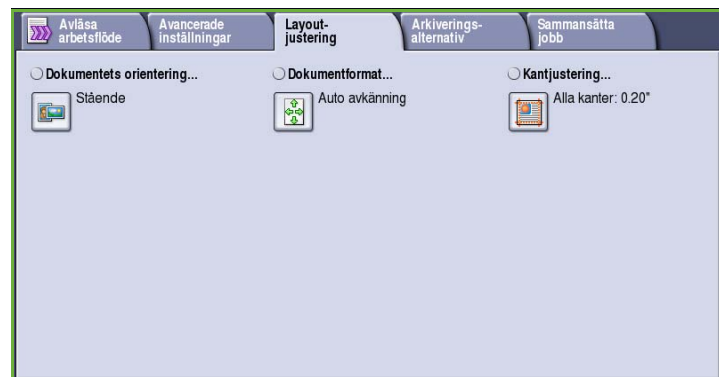 Avläsa arbetsflöde
Avancerade inställningar
Layout-justering
Arkiverings-alternativ
Sammansätta jobb
Dokumentets orientering...
Stående
Dokumentformat...
Auto avkänning
Kantjustering...
Alla kanter: 0.20"